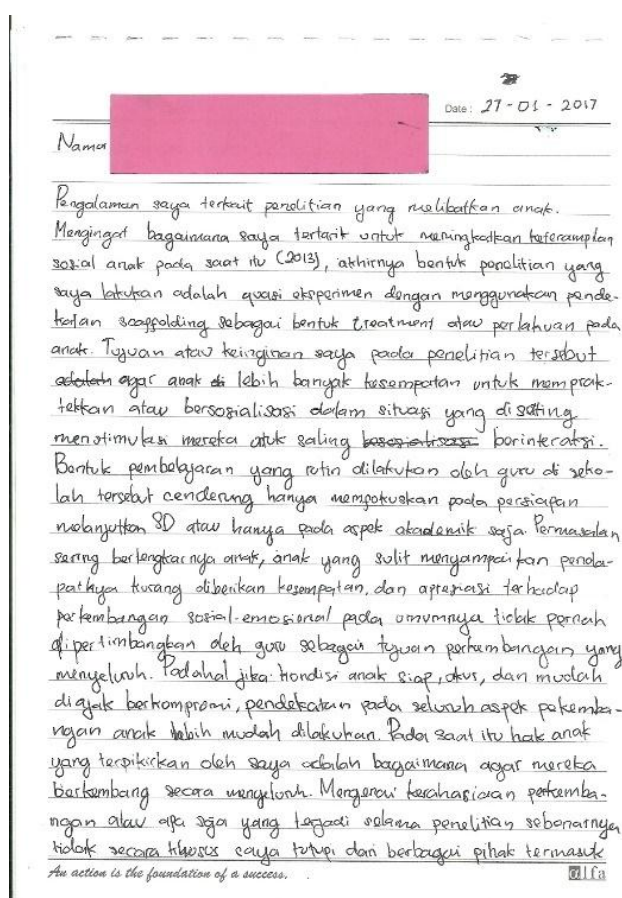 Date : 27 - 01 - 2017
Nama
Pengalaman saya terkait penelitian yang melibatkan anak.
Mengingat bagaimana saya tertarik untuk meningkatkan keterampilan
sosial anak pada saat itu (2013), akhirnya bentuk penelitian yang
saya lakukan adalah quasi eksperimen dengan menggunakan pende-
katan scaffolding sebagai bentuk treatment atau perlakuan pada
anak. Tujuan atau keinginan saya pada penelitian tersebut
adalah agar anak di lebih banyak kesempatan untuk memprak-
tekkan atau bersosialisasi dalam situasi yang disetting
menstimulasi mereka untuk saling bersosialisasi berinteraksi.
Bentuk pembelajaran yang rutin dilakukan oleh guru di seko-
lah tersebut cenderung hanya mempokuskan pada persiapan
melanjutkan SD atau hanya pada aspek akademik saja. Permasalan
sering bertengkarnya anak, anak yang sulit menyampaikan penda-
patnya kurang diberikan kesempatan, dan apresiasi terhadap
perkembangan sosial-emosional pada umumnya tidak pernah
dipertimbangkan oleh guru sebagai tujuan perkembangan yang
menyeluruh. Padahal jika kondisi anak siap, dan mudah
diajak berkompromi, pendekatan pada seluruh aspek pekemba-
ngan anak lebih mudah dilakukan. Pada saat itu hak anak
yang terpikirkan oleh saya adalah bagaimana agar mereka
berkembang secara menyeluruh. Mengenai kerahasiaan perkemba-
ngan atau apa saja yang terjadi selama penelitian sebenarnya
tidak secara khusus saya tutupi dari berbagai pihak termasuk
An action is the foundation of a success.
alfa